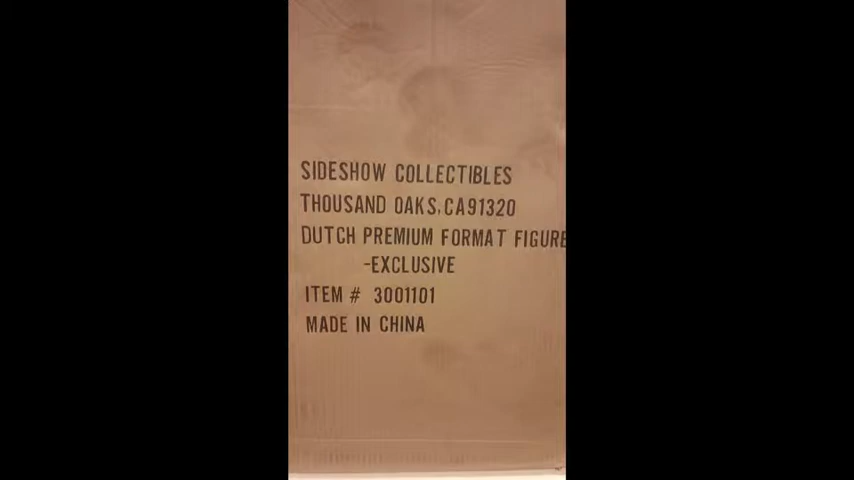 SIDESHOW COLLECTIBLES
THOUSAND OAKS, CA91320
DUTCH PREMIUM FORMAT FIGURE
-EXCLUSIVE
ITEM # 3001101
MADE IN CHINA